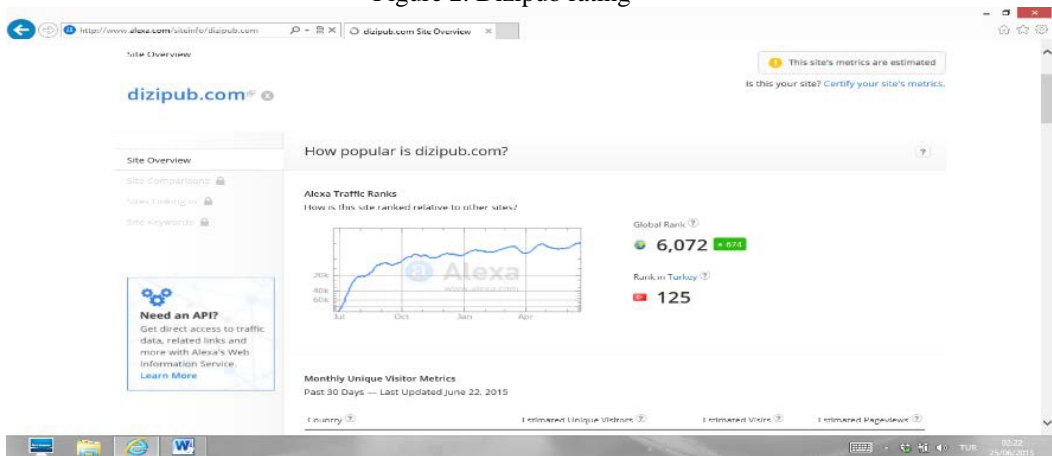 Figure 2: Dizipub rating
http://www.alexa.com/siteinfo/dizipub.com
dizipub.com Site Overview
Site Overview
This site's metrics are estimated
Is this your site? Certify your site's metrics.
dizipub.com
Site Overview
How popular is dizipub.com?
?
Site Comparisons
Sites Linking In
Site Keywords
Alexa Traffic Ranks
How is this site ranked relative to other sites?
Global Rank ?
6,072 674
Rank in Turkey ?
125
Alexa
www.alexa.com
20k
40k
60k
Jul Oct Jan Apr
Need an API?
Get direct access to traffic
data, related links and
more with Alexa's Web
Information Service.
Learn More
Monthly Unique Visitor Metrics
Past 30 Days — Last Updated June 22, 2015
Country ? Estimated Unique Visitors ? Estimated Visits ? Estimated Pageviews ?
TUR
02:22
25/06/2015